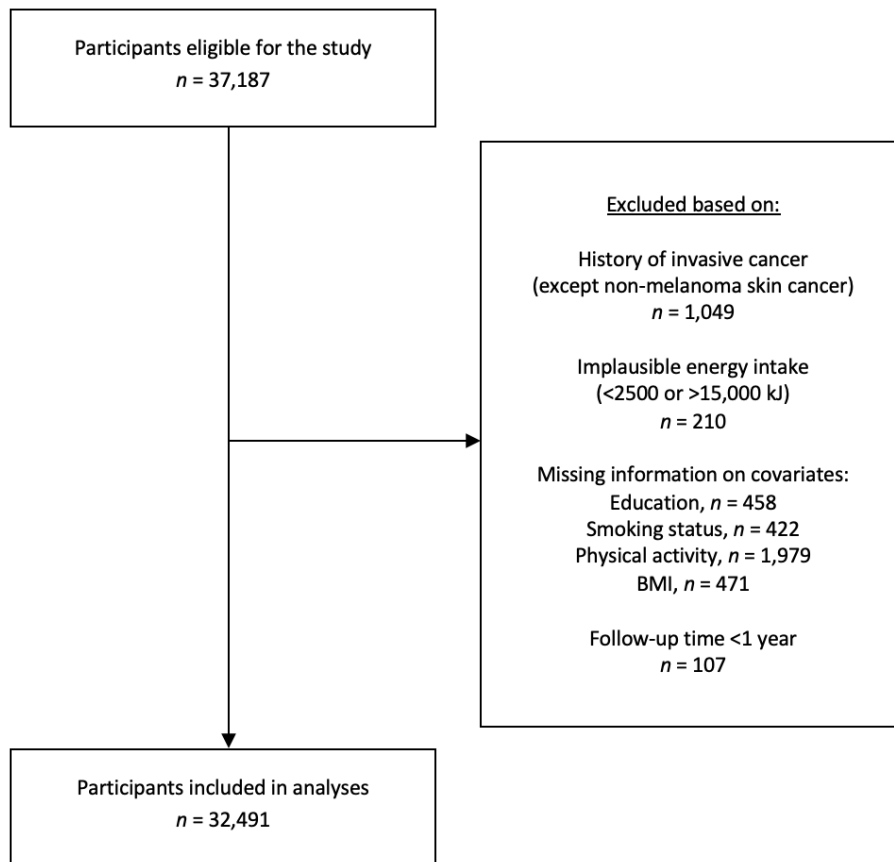 Participants eligible for the study
n = 37,187
Excluded based on:
History of invasive cancer
(except non-melanoma skin cancer)
n = 1,049
Implausible energy intake
(<2500 or >15,000 kJ)
n = 210
Missing information on covariates:
Education, n = 458
Smoking status, n = 422
Physical activity, n = 1,979
BMI, n = 471
Follow-up time <1 year
n = 107
Participants included in analyses
n = 32,491